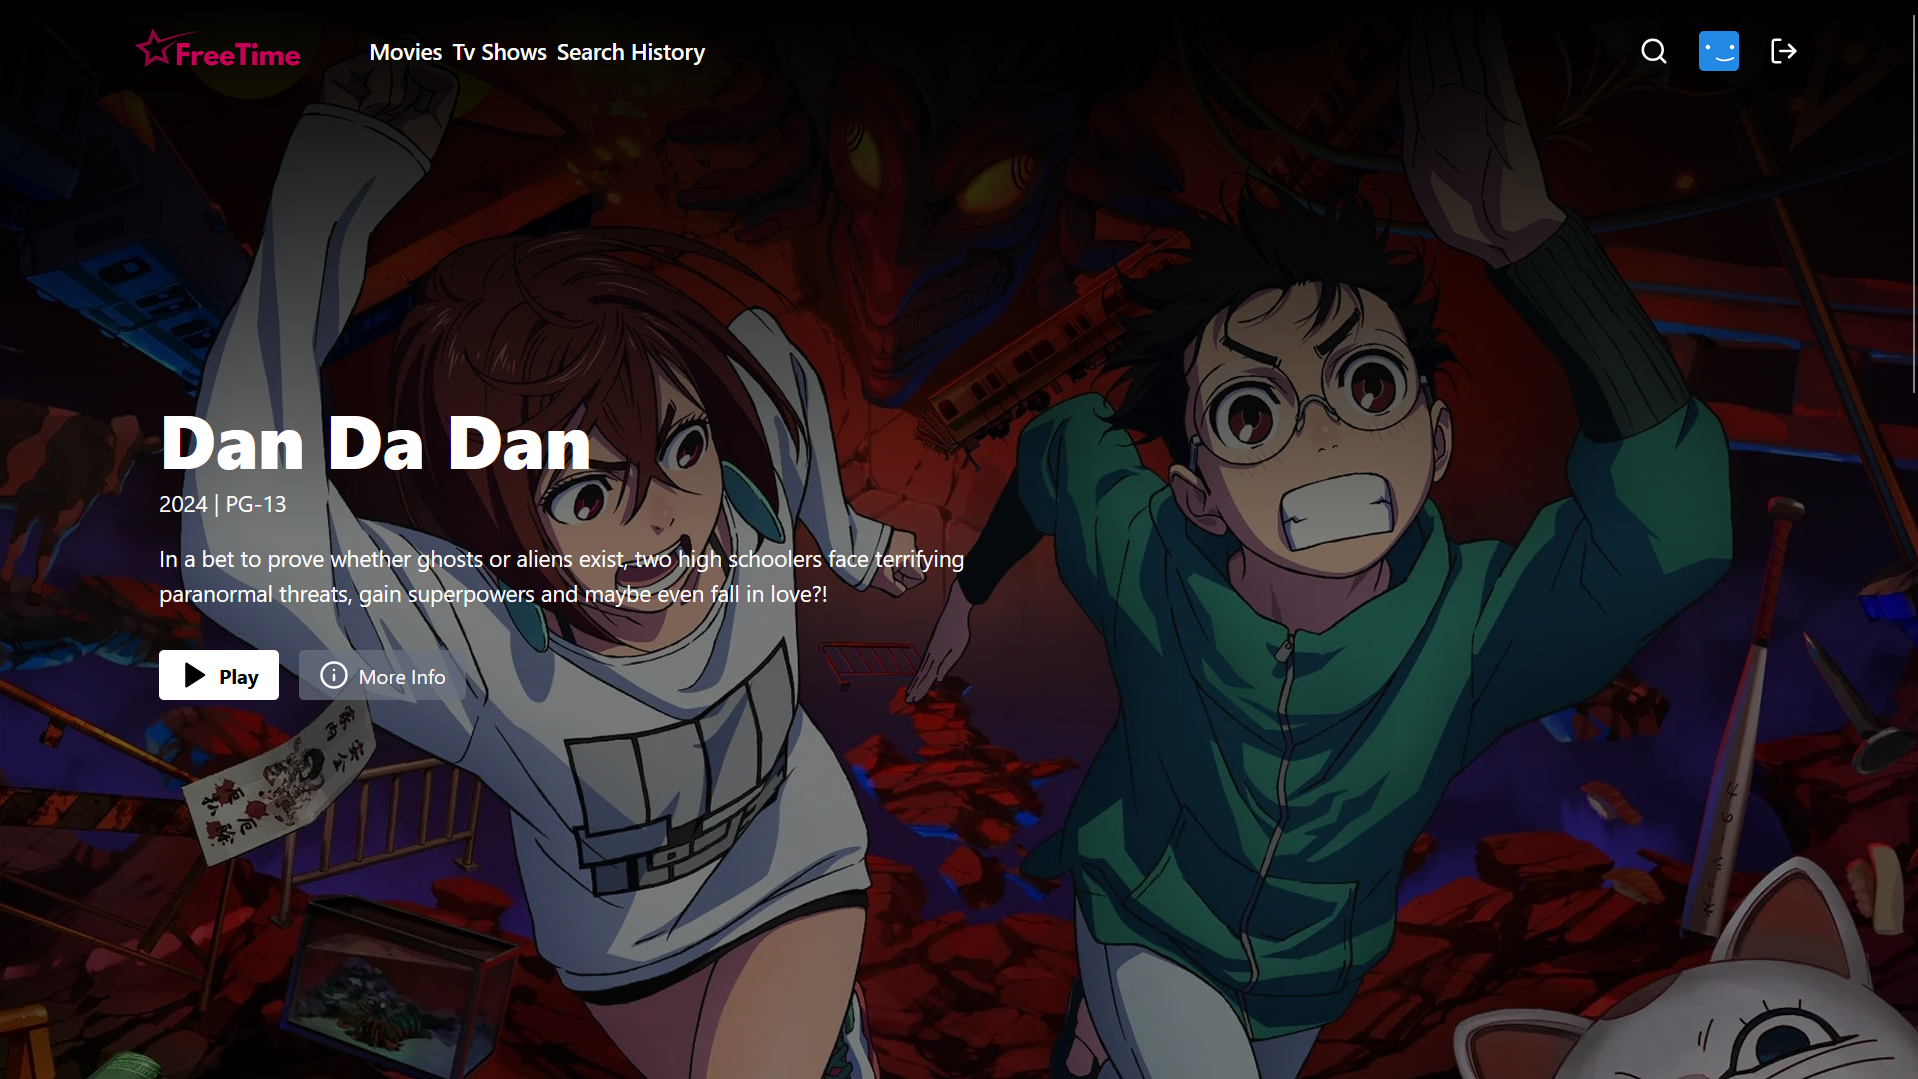 FreeTime
Movies Tv Shows Search History
Dan Da Dan
2024 | PG-13
In a bet to prove whether ghosts or aliens exist, two high schoolers face terrifying
paranormal threats, gain superpowers and maybe even fall in love?!
Play
More Info